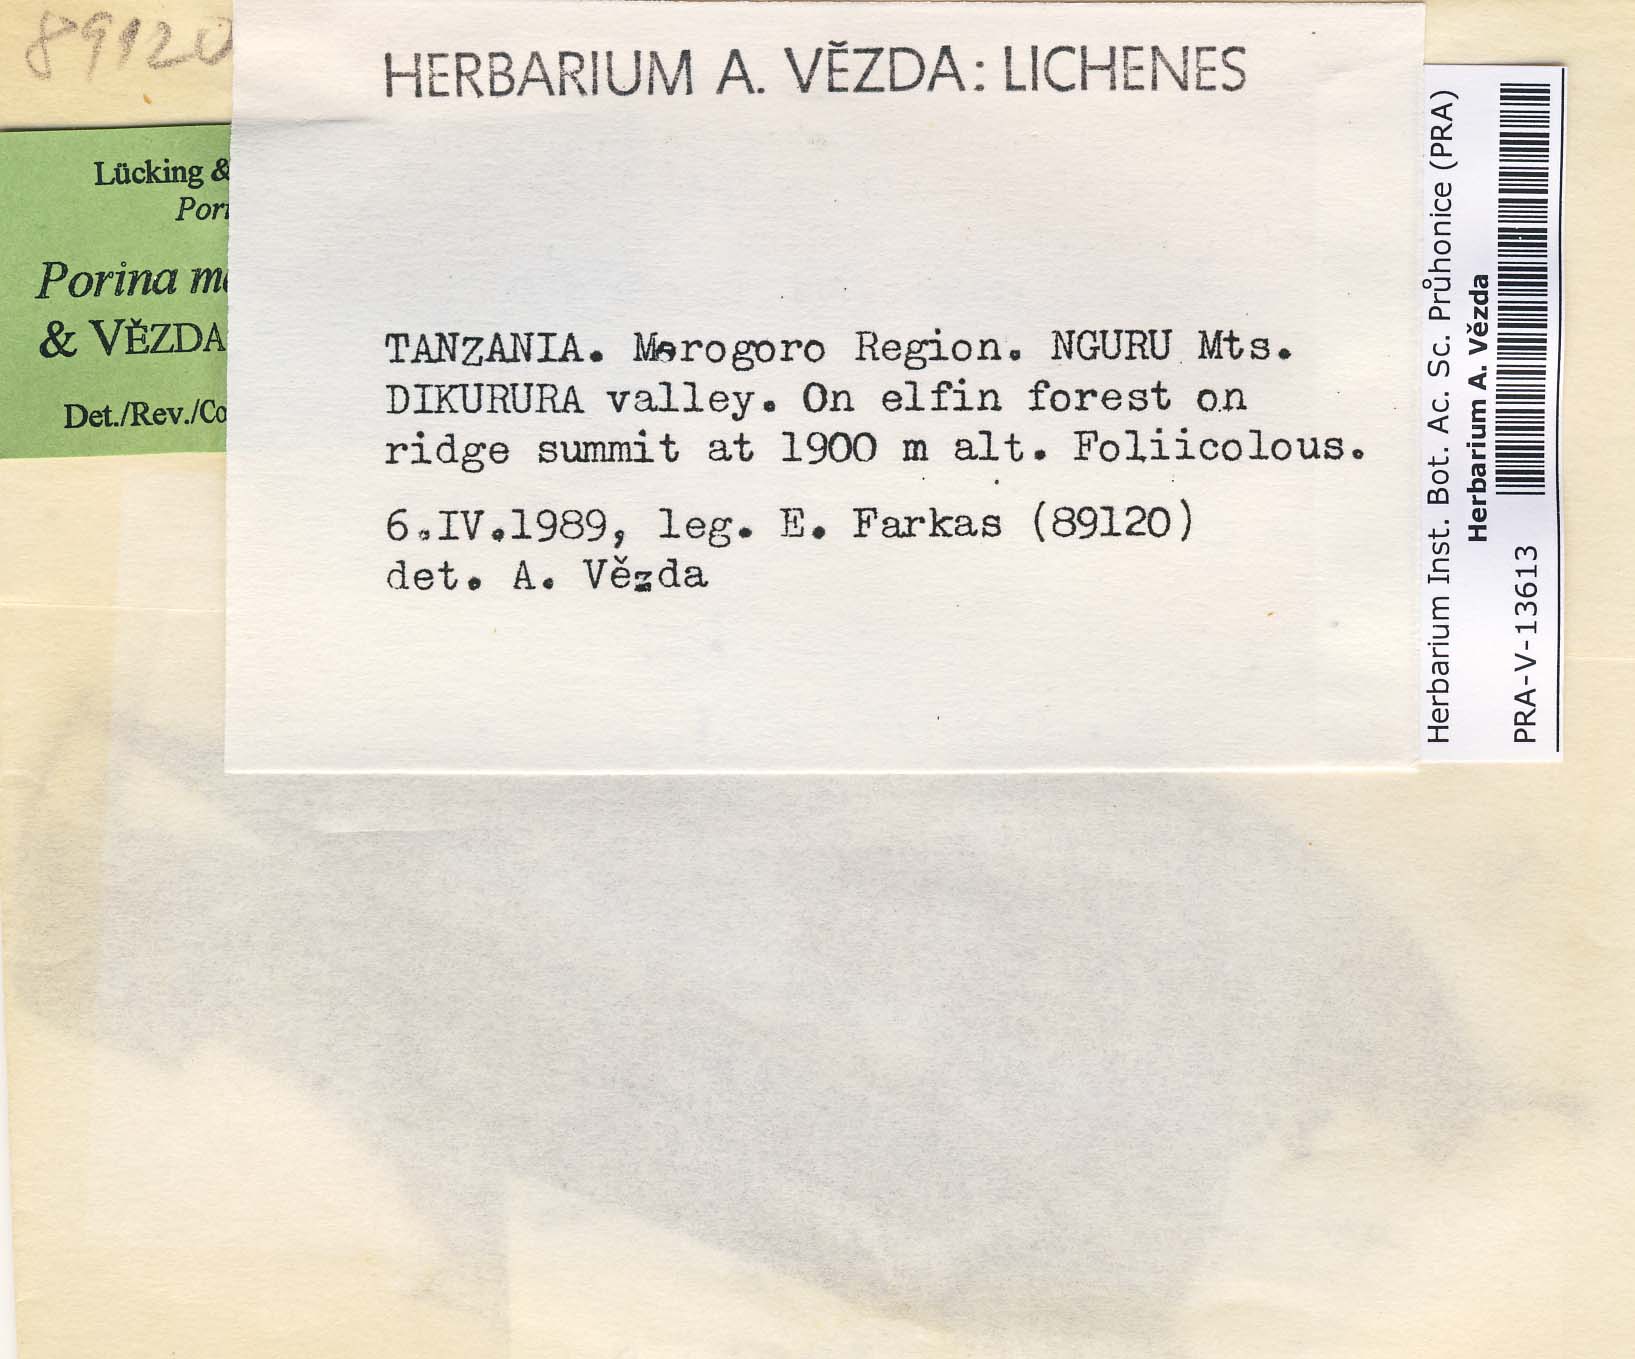 89120
HERBARIUM A. VĚZDA: LICHENES
Lücking &
Porina
& VĚZDA
Det./Rev./Co
TANZANIA. Morogoro Region. NGURU Mts.
DIKURURA valley. On elfin forest on
ridge summit at 1900 m alt. Foliicolous.
6.IV.1989, leg. E. Farkas (89120)
det. A. Vězda
Herbarium Inst. Bot. Ac. Sc. Průhonice (PRA)
Herbarium A. Vězda
PRA-V-13613